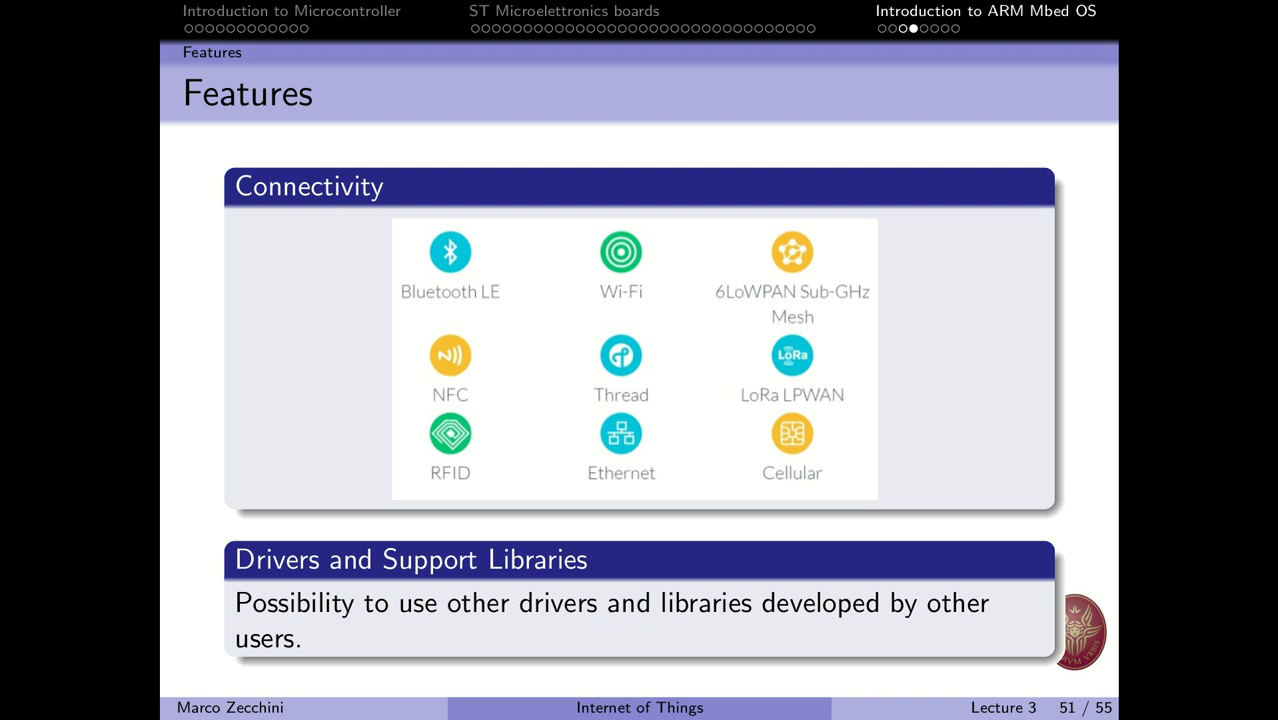 Introduction to Microcontroller
ST Microelettronics boards
Introduction to ARM Mbed OS
Features
Features
Connectivity
Bluetooth LE
Wi-Fi
6LoWPAN Sub-GHz
Mesh
LoRa
NFC
Thread
LoRa LPWAN
RFID
Ethernet
Cellular
Drivers and Support Libraries
Possibility to use other drivers and libraries developed by other
users.
Marco Zecchini
Internet of Things
Lecture 3
51 / 55